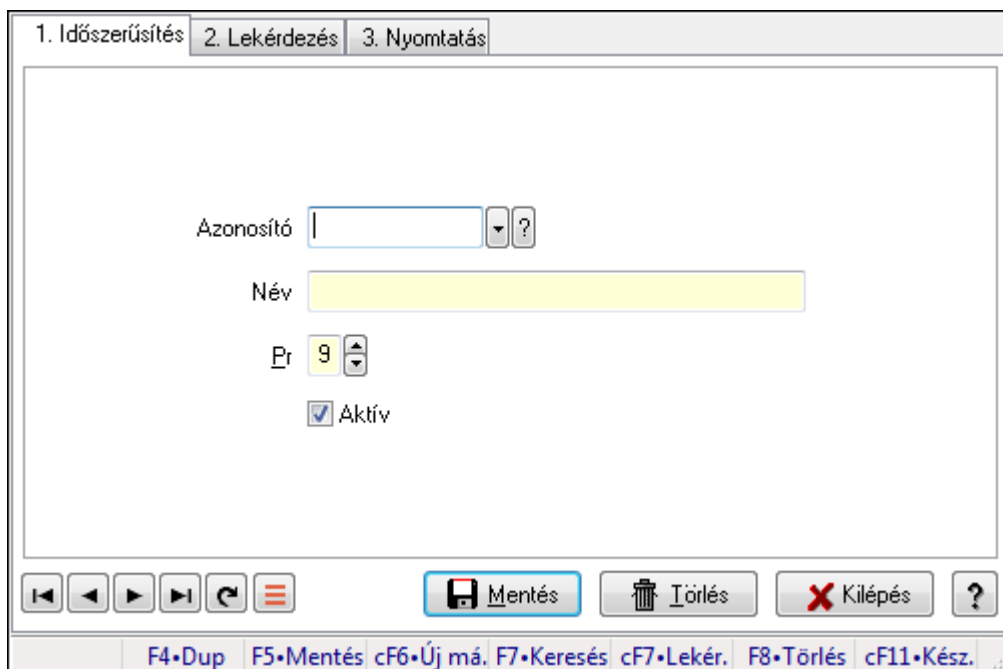 1. Időszerűsítés 2. Lekérdezés 3. Nyomtatás
Azonosító ?
Név
Pr 9
Aktív
Mentés Törlés Kilépés ?
F4•Dup F5•Mentés cF6•Új má. F7•Keresés cF7•Lekér. F8•Törlés cF11•Kész.